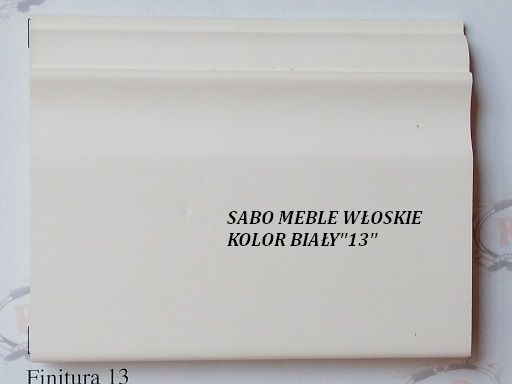 SABO MEBLE WŁOSKIE
KOLOR BIAŁY"13"
Finitura 13